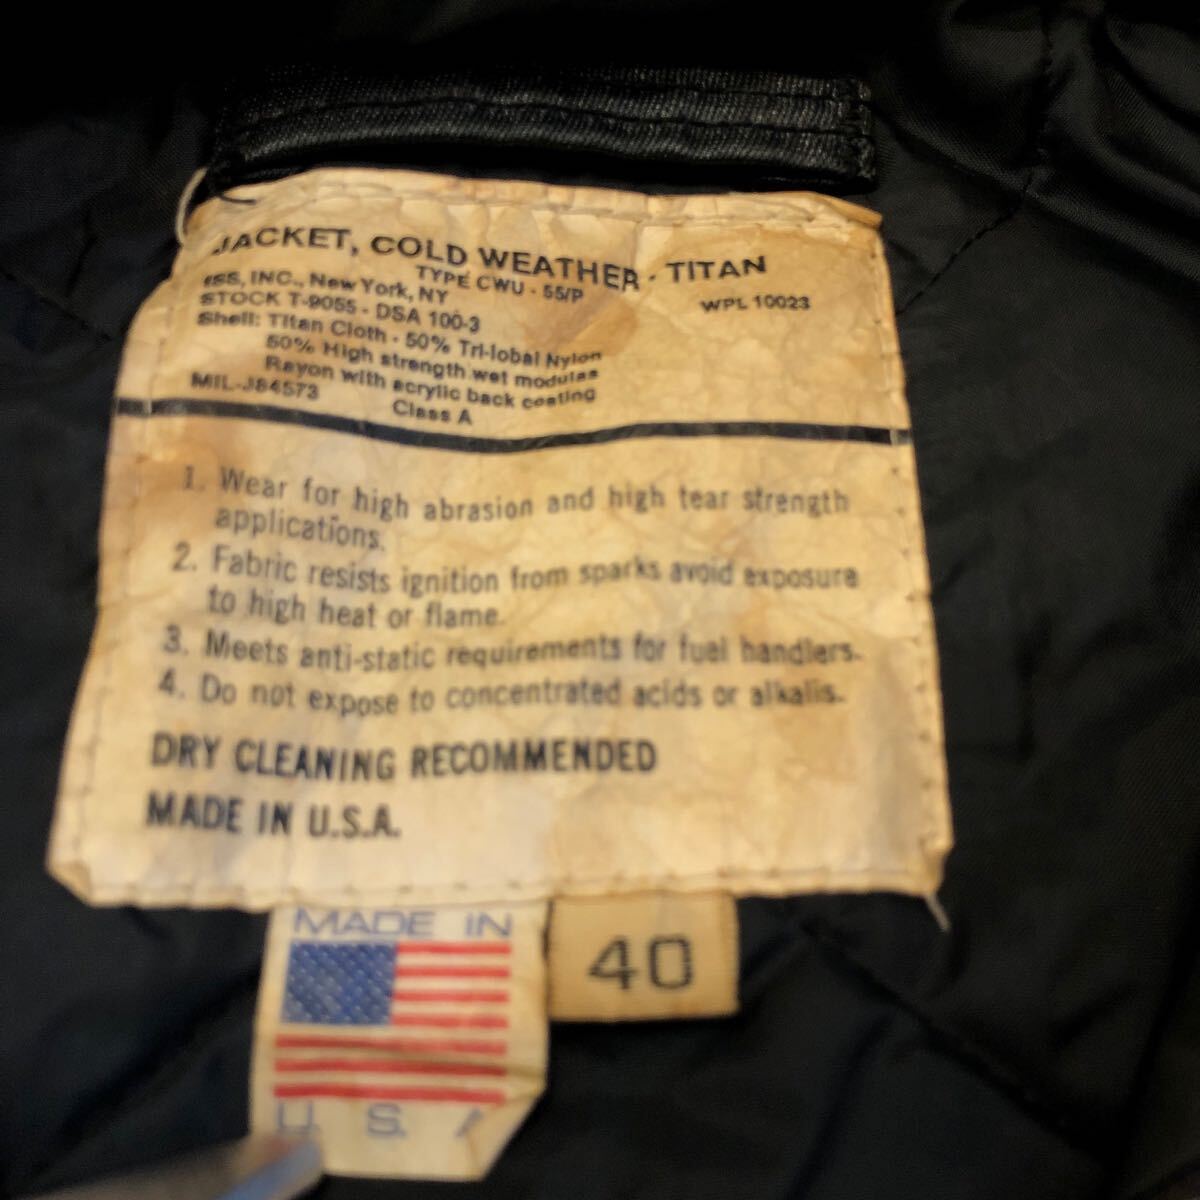 JACKET, COLD WEATHER - TITAN
TYPE CWU - 55/P
INC., New York, NY
WPL 10023
STOCK T-9055 - DSA 100-3
Shell: Titan Cloth - 50% Tri-lobal Nylon
50% High strength wet modulas
Rayon with acrylic back coating
MIL-J84573
Class A
1. Wear for high abrasion and high tear strength
applications.
2. Fabric resists ignition from sparks avoid exposure
to high heat or flame.
3. Meets anti-static requirements for fuel handlers.
4. Do not expose to concentrated acids or alkalis.
DRY CLEANING RECOMMENDED
MADE IN U.S.A.
MADE IN
40
U. S. A